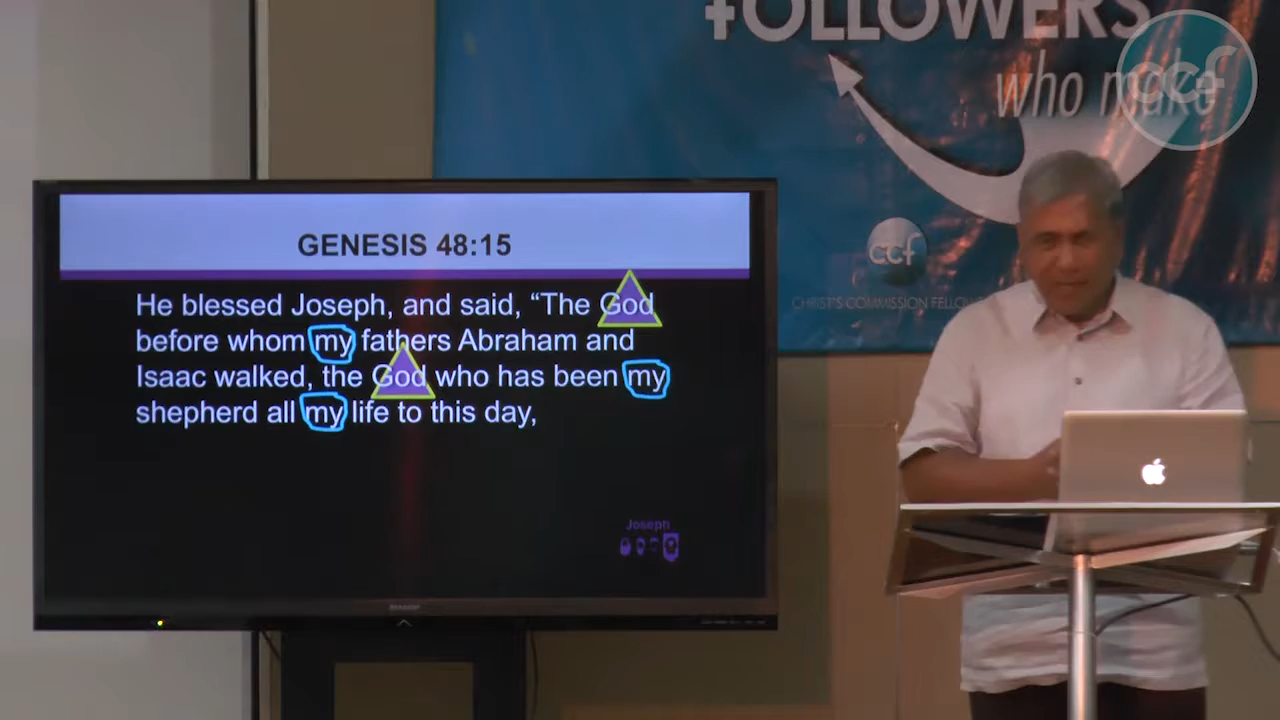 FOLLOWERS
who make
ccf
ccf
CHRIST'S COMMISSION
GENESIS 48:15
He blessed Joseph, and said, “The God
before whom my fathers Abraham and
Isaac walked, the God who has been my
shepherd all my life to this day,
Joseph
SHARP